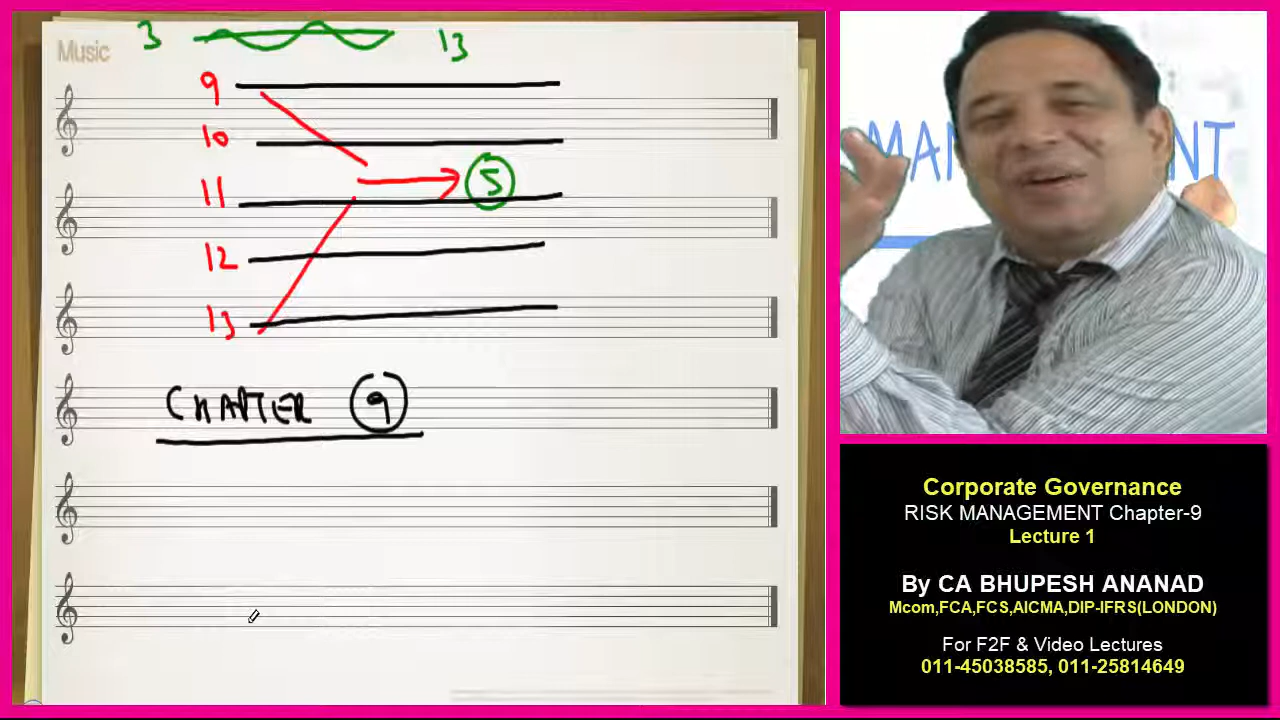 Music
3 13
9
10
11
5
12
13
CHAPTER 9
MANAGEMENT
Corporate Governance
RISK MANAGEMENT Chapter-9
Lecture 1
By CA BHUPESH ANANAD
Mcom,FCA,FCS,AICMA,DIP-IFRS(LONDON)
For F2F & Video Lectures
011-45038585, 011-25814649